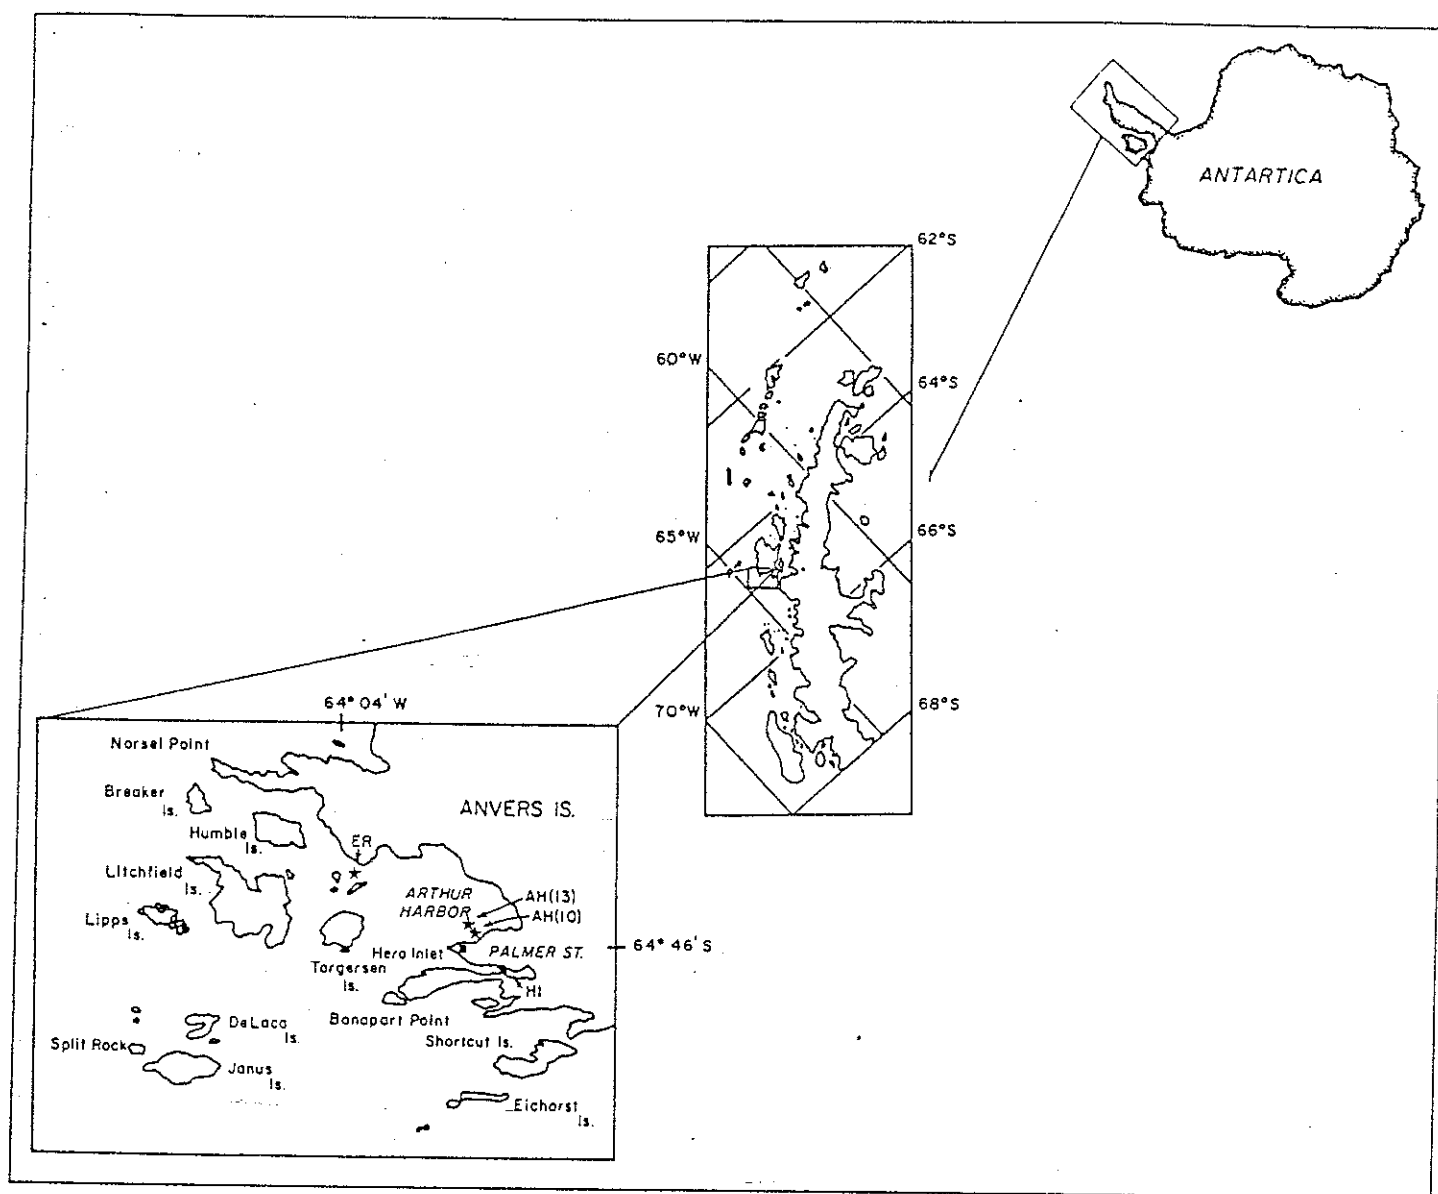 ANTARTICA
62°S
60°W
64°S
65°W
66°S
70°W
68°S
64° 04' W
Norsel Point
Breaker Is.
ANVERS IS.
Humble Is.
ER
Litchfield Is.
ARTHUR
HARBOR
AH(13)
AH(10)
Lipps Is.
Hero Inlet
PALMER ST.
64° 46' S
Torgersen Is.
HI
Bonapart Point
DeLaca Is.
Shortcut Is.
Split Rock
Janus Is.
Eichorst Is.